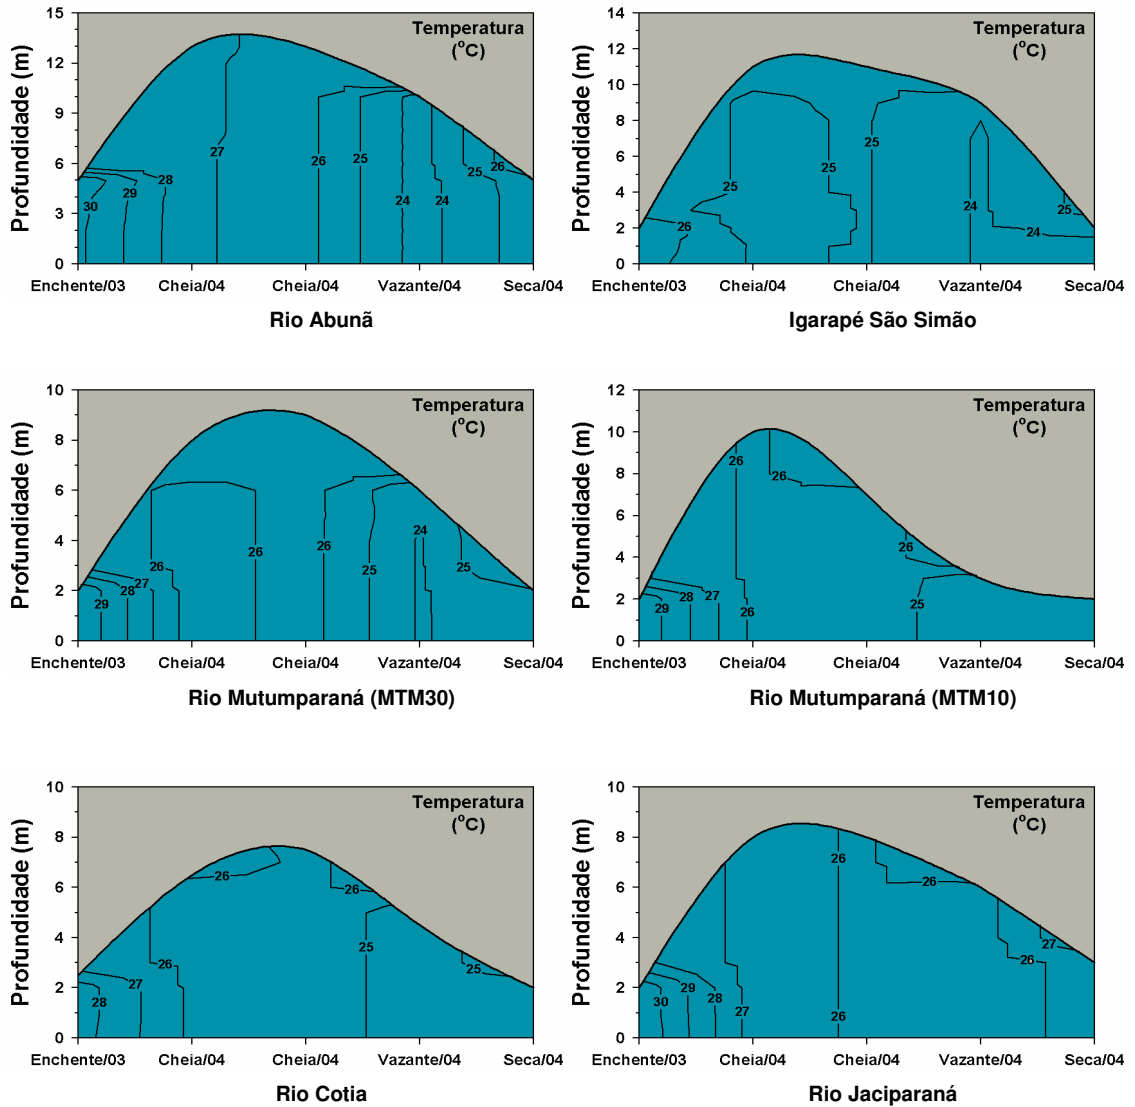 Temperatura
(°C)
Profundidade (m)
15
12
9
6
3
0
30
29
28
27
26
25
24
24
25
26
Enchente/03 Cheia/04 Cheia/04 Vazante/04 Seca/04
Rio Abunã
Temperatura
(°C)
Profundidade (m)
14
12
10
8
6
4
2
0
26
25
25
25
24
24
25
Enchente/03 Cheia/04 Cheia/04 Vazante/04 Seca/04
Igarapé São Simão
Temperatura
(°C)
Profundidade (m)
10
8
6
4
2
0
29
28
27
26
26
26
25
24
25
Enchente/03 Cheia/04 Cheia/04 Vazante/04 Seca/04
Rio Mutumparaná (MTM30)
Temperatura
(°C)
Profundidade (m)
12
10
8
6
4
2
0
29
28
27
26
26
26
26
25
Enchente/03 Cheia/04 Cheia/04 Vazante/04 Seca/04
Rio Mutumparaná (MTM10)
Temperatura
(°C)
Profundidade (m)
10
8
6
4
2
0
28
27
26
26
26
25
25
Enchente/03 Cheia/04 Cheia/04 Vazante/04 Seca/04
Rio Cotia
Temperatura
(°C)
Profundidade (m)
10
8
6
4
2
0
30
29
28
27
26
26
26
26
27
Enchente/03 Cheia/04 Cheia/04 Vazante/04 Seca/04
Rio Jaciparaná